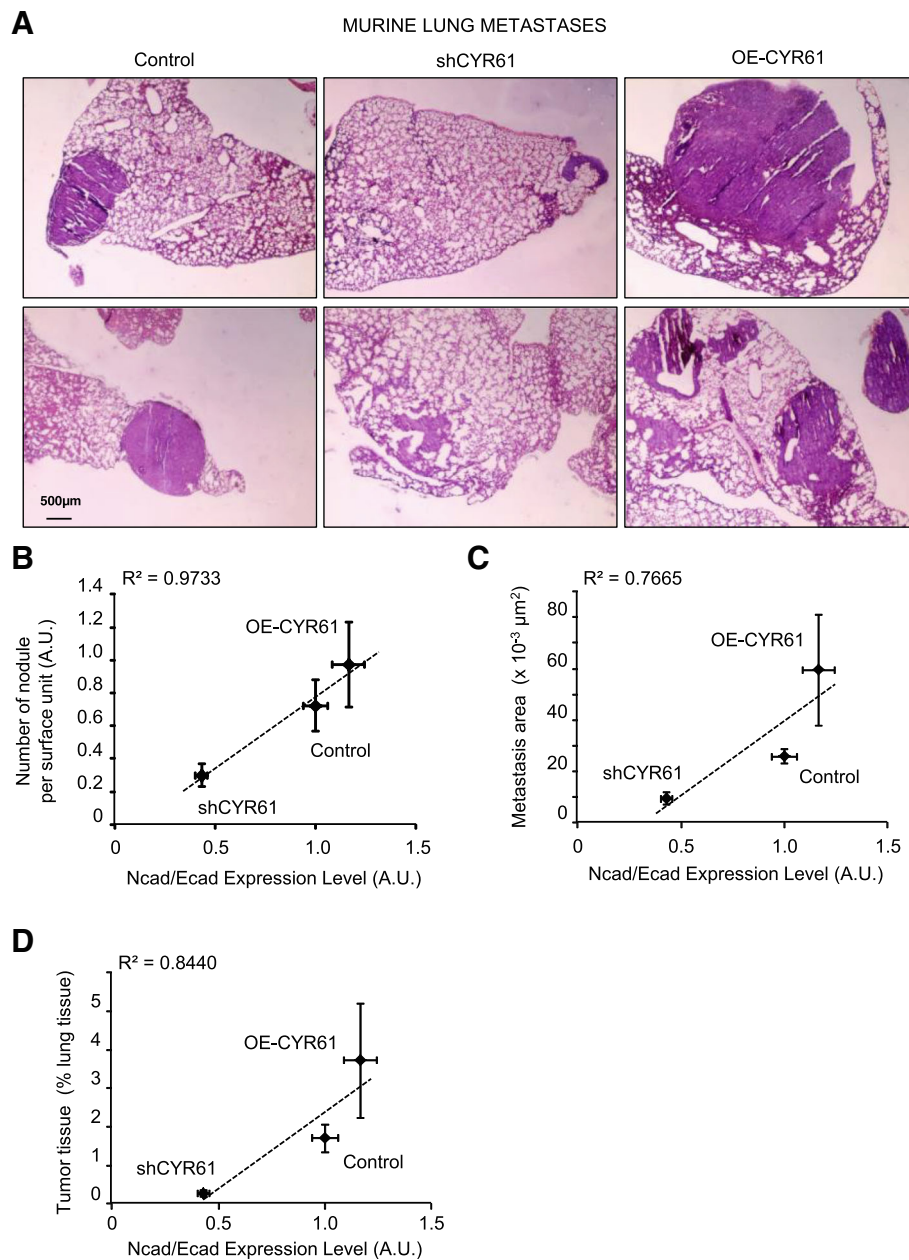 A
MURINE LUNG METASTASES
Control
shCYR61
OE-CYR61
500µm
B
R² = 0.9733
Number of nodule
per surface unit (A.U.)
1.4
1.2
1.0
0.8
0.6
0.4
0.2
0
OE-CYR61
Control
shCYR61
0
0.5
1.0
1.5
Ncad/Ecad Expression Level (A.U.)
C
R² = 0.7665
Metastasis area (x 10⁻³ µm²)
80
60
40
20
0
OE-CYR61
shCYR61
Control
0
0.5
1.0
1.5
Ncad/Ecad Expression Level (A.U.)
D
R² = 0.8440
Tumor tissue (% lung tissue)
5
4
3
2
1
0
OE-CYR61
Control
shCYR61
0
0.5
1.0
1.5
Ncad/Ecad Expression Level (A.U.)